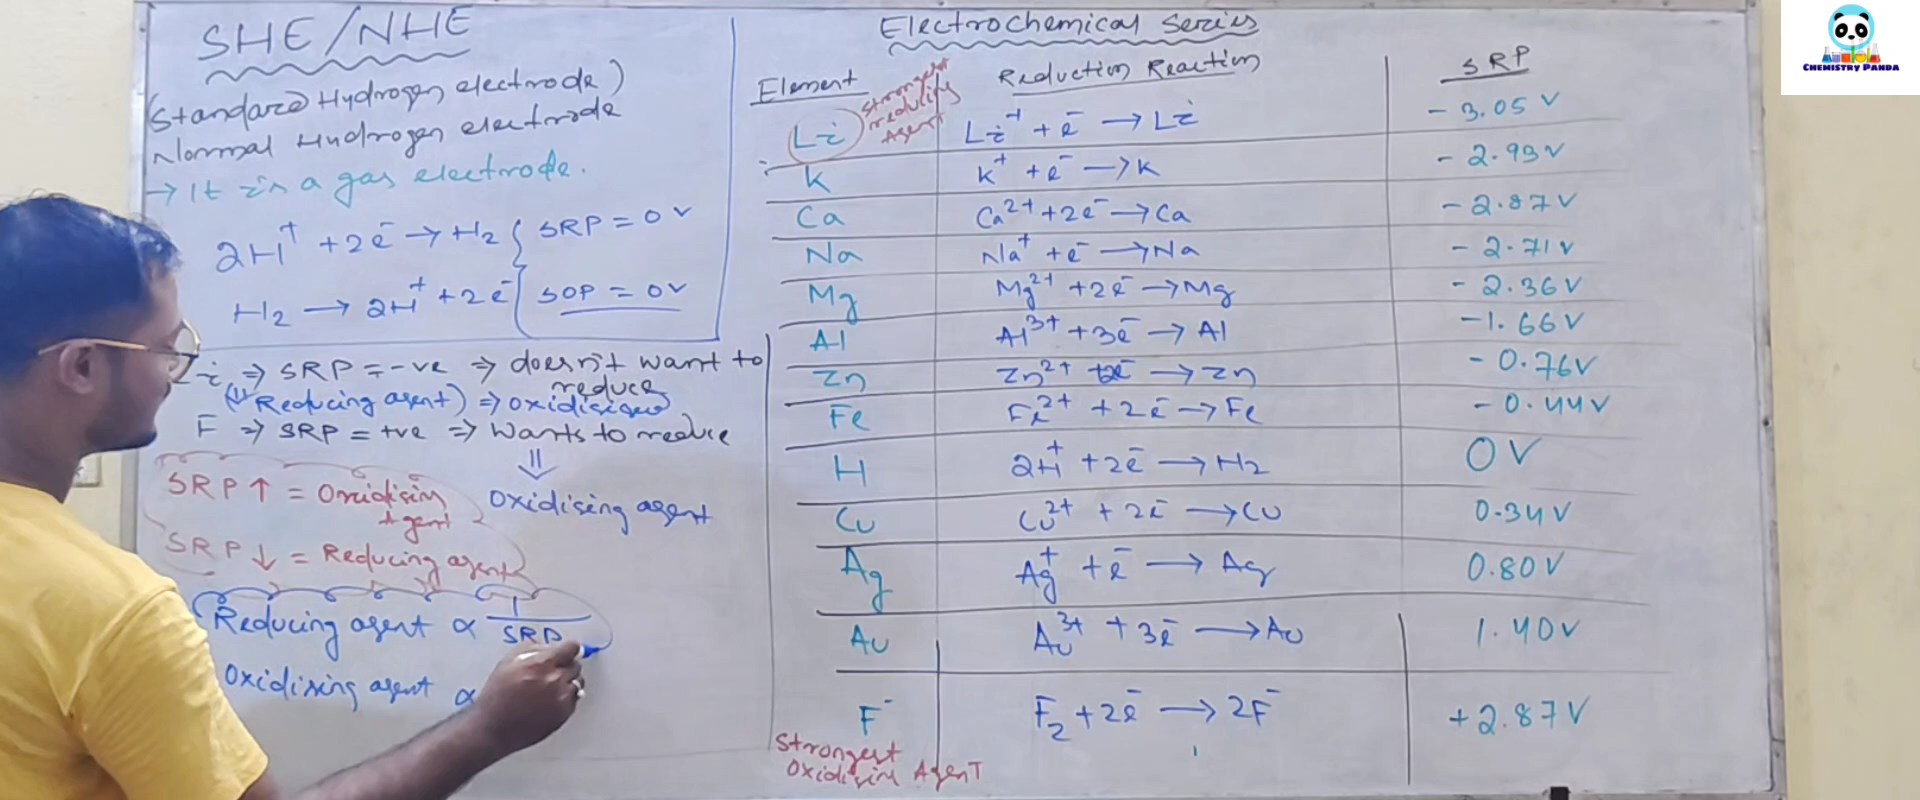 SHE/NHE
(Standard Hydrogen electrode)
Normal Hydrogen electrode
→ It is a gas electrode.
2H⁺ + 2e⁻ → H₂ { SRP = 0 V
H₂ → 2H⁺ + 2e⁻ { SOP = 0V
⇒ SRP = -ve ⇒ doesn't want to reduce
(Reducing agent) ⇒
F ⇒ SRP = +ve ⇒ Wants to reduce
⇓
Oxidising agent
SRP ↑ = Oxidising Agent
SRP ↓ = Reducing agent
Reducing agent ∝ 1/SRP
Oxidising agent ∝
Electrochemical Series
Element Reduction Reaction SRP
Li Strongest reducing Agent Li⁺ + e⁻ → Li - 3.05 V
K K⁺ + e⁻ → K - 2.93V
Ca Ca²⁺ + 2e⁻ → Ca - 2.87V
Na Na⁺ + e⁻ → Na - 2.71V
Mg Mg²⁺ + 2e⁻ → Mg - 2.36V
Al Al³⁺ + 3e⁻ → Al -1.66V
Zn Zn²⁺ + 2e⁻ → Zn - 0.76V
Fe Fe²⁺ + 2e⁻ → Fe - 0.44V
H 2H⁺ + 2e⁻ → H₂ 0V
Cu Cu²⁺ + 2e⁻ → Cu 0.34V
Ag Ag⁺ + e⁻ → Ag 0.80V
Au Au³⁺ + 3e⁻ → Au 1.40V
F⁻ F₂ + 2e⁻ → 2F⁻ +2.87V
Strongest
Oxidising Agent
CHEMISTRY PANDA